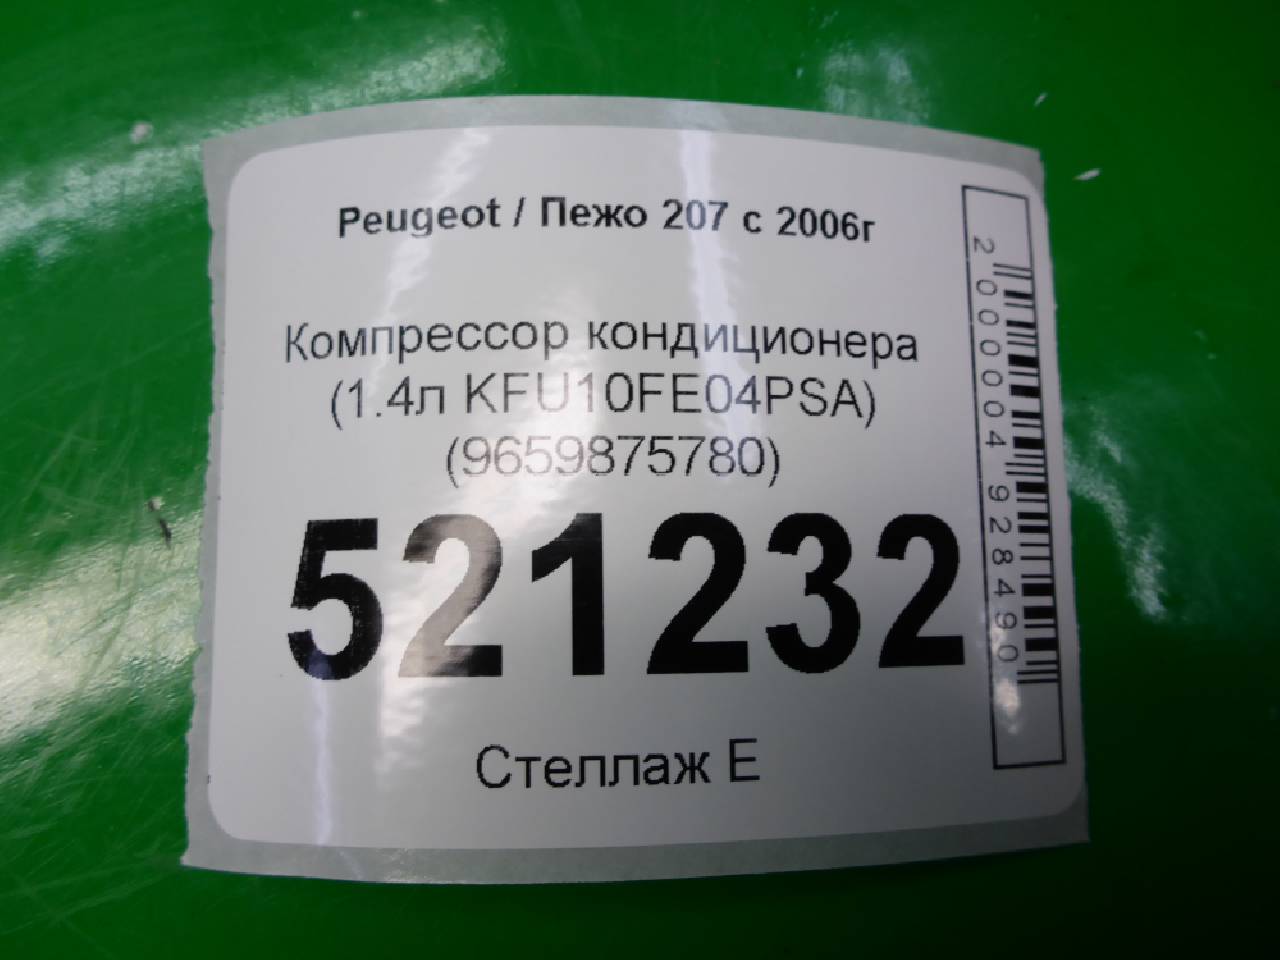 Peugeot / Пежо 207 с 2006г
Компрессор кондиционера
(1.4л KFU10FE04PSA)
(9659875780)
521232
Стеллаж Е
2000004928490